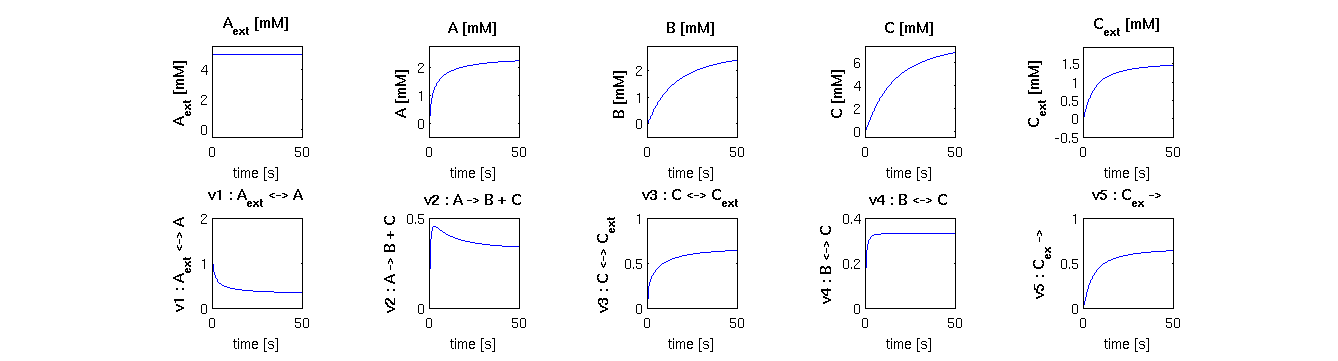 A_ext [mM]
A [mM]
B [mM]
C [mM]
C_ext [mM]
A_ext [mM]
4
2
0
0 50
time [s]
A [mM]
2
1
0
0 50
time [s]
B [mM]
2
1
0
0 50
time [s]
C [mM]
6
4
2
0
0 50
time [s]
C_ext [mM]
1.5
1
0.5
0
-0.5
0 50
time [s]
v1 : A_ext <-> A
v2 : A -> B + C
v3 : C <-> C_ext
v4 : B <-> C
v5 : C_ex ->
v1 : A_ext <-> A
2
1
0
0 50
time [s]
v2 : A -> B + C
0.5
0
0 50
time [s]
v3 : C <-> C_ext
1
0.5
0
0 50
time [s]
v4 : B <-> C
0.4
0.2
0
0 50
time [s]
v5 : C_ex ->
1
0.5
0
0 50
time [s]